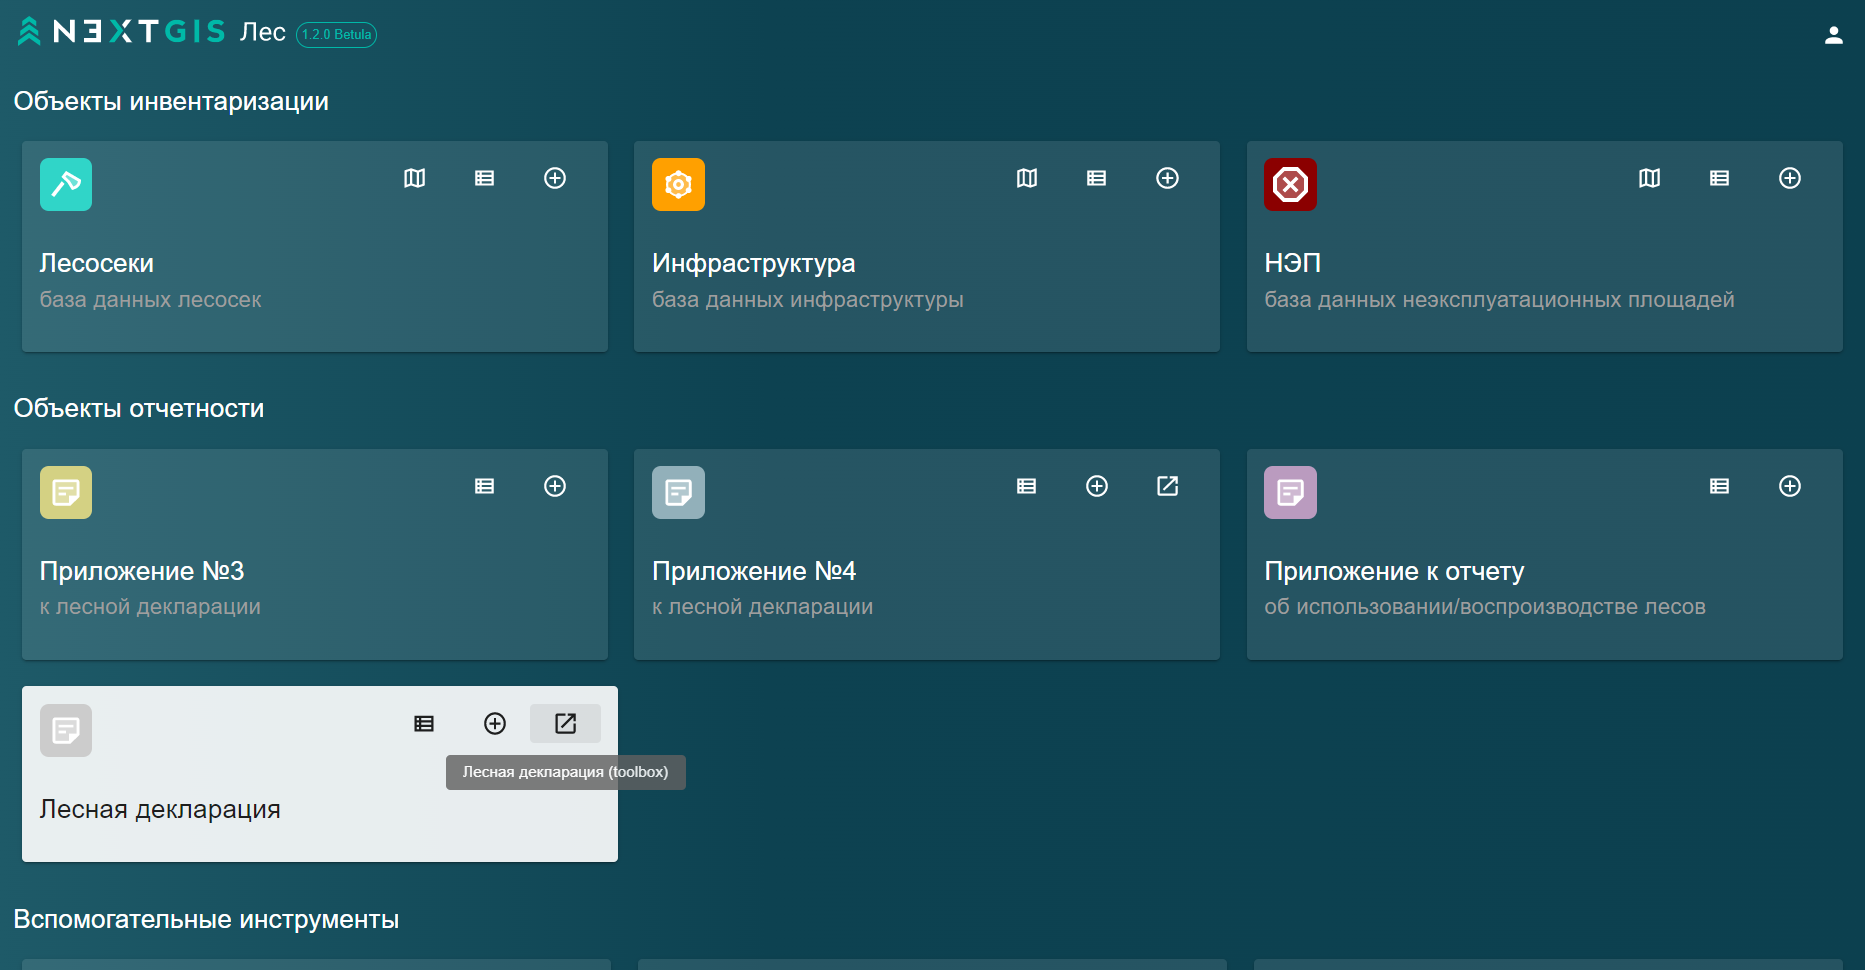 NEXTGIS Лес 1.2.0 Betula
Объекты инвентаризации
Лесосеки
база данных лесосек
Инфраструктура
база данных инфраструктуры
НЭП
база данных неэксплуатационных площадей
Объекты отчетности
Приложение №3
к лесной декларации
Приложение №4
к лесной декларации
Приложение к отчету
об использовании/воспроизводстве лесов
Лесная декларация (toolbox)
Лесная декларация
Вспомогательные инструменты